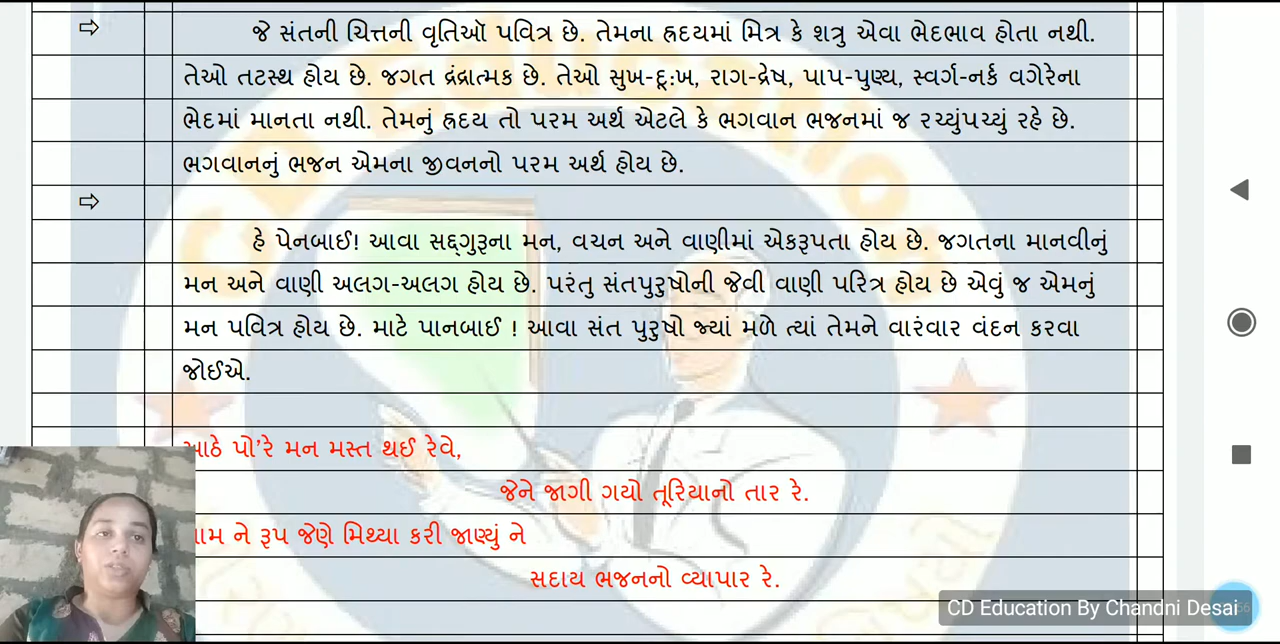 જે સંતની ચિત્તની વૃતિઑ પવિત્ર છે. તેમના હ્રદયમાં મિત્ર કે શત્રુ એવા ભેદભાવ હોતા નથી.
તેઓ તટસ્થ હોય છે. જગત દ્રંદ્રાત્મક છે. તેઓ સુખ-દૂઃખ, રાગ-દ્રેષ, પાપ-પુણ્ય, સ્વર્ગ-નર્ક વગેરેના
ભેદમાં માનતા નથી. તેમનું હ્રદય તો પરમ અર્થ એટલે કે ભગવાન ભજનમાં જ રચ્યુંપચ્યું રહે છે.
ભગવાનનું ભજન એમના જીવનનો પરમ અર્થ હોય છે.
હે પેનબાઈ! આવા સદ્દગુરૂના મન, વચન અને વાણીમાં એકરૂપતા હોય છે. જગતના માનવીનું
મન અને વાણી અલગ-અલગ હોય છે. પરંતુ સંતપુરુષોની જેવી વાણી પરિત્ર હોય છે એવું જ એમનું
મન પવિત્ર હોય છે. માટે પાનબાઈ ! આવા સંત પુરુષો જ્યાં મળે ત્યાં તેમને વારંવાર વંદન કરવા
જોઈએ.
આઠે પો'રે મન મસ્ત થઈ રેવે,
જેને જાગી ગયો તૂરિયાનો તાર રે.
ને રૂપ જેણે મિથ્યા કરી જાણ્યું ને
સદાય ભજનનો વ્યાપાર રે.
CD Education By Chandni Desai
CD Education